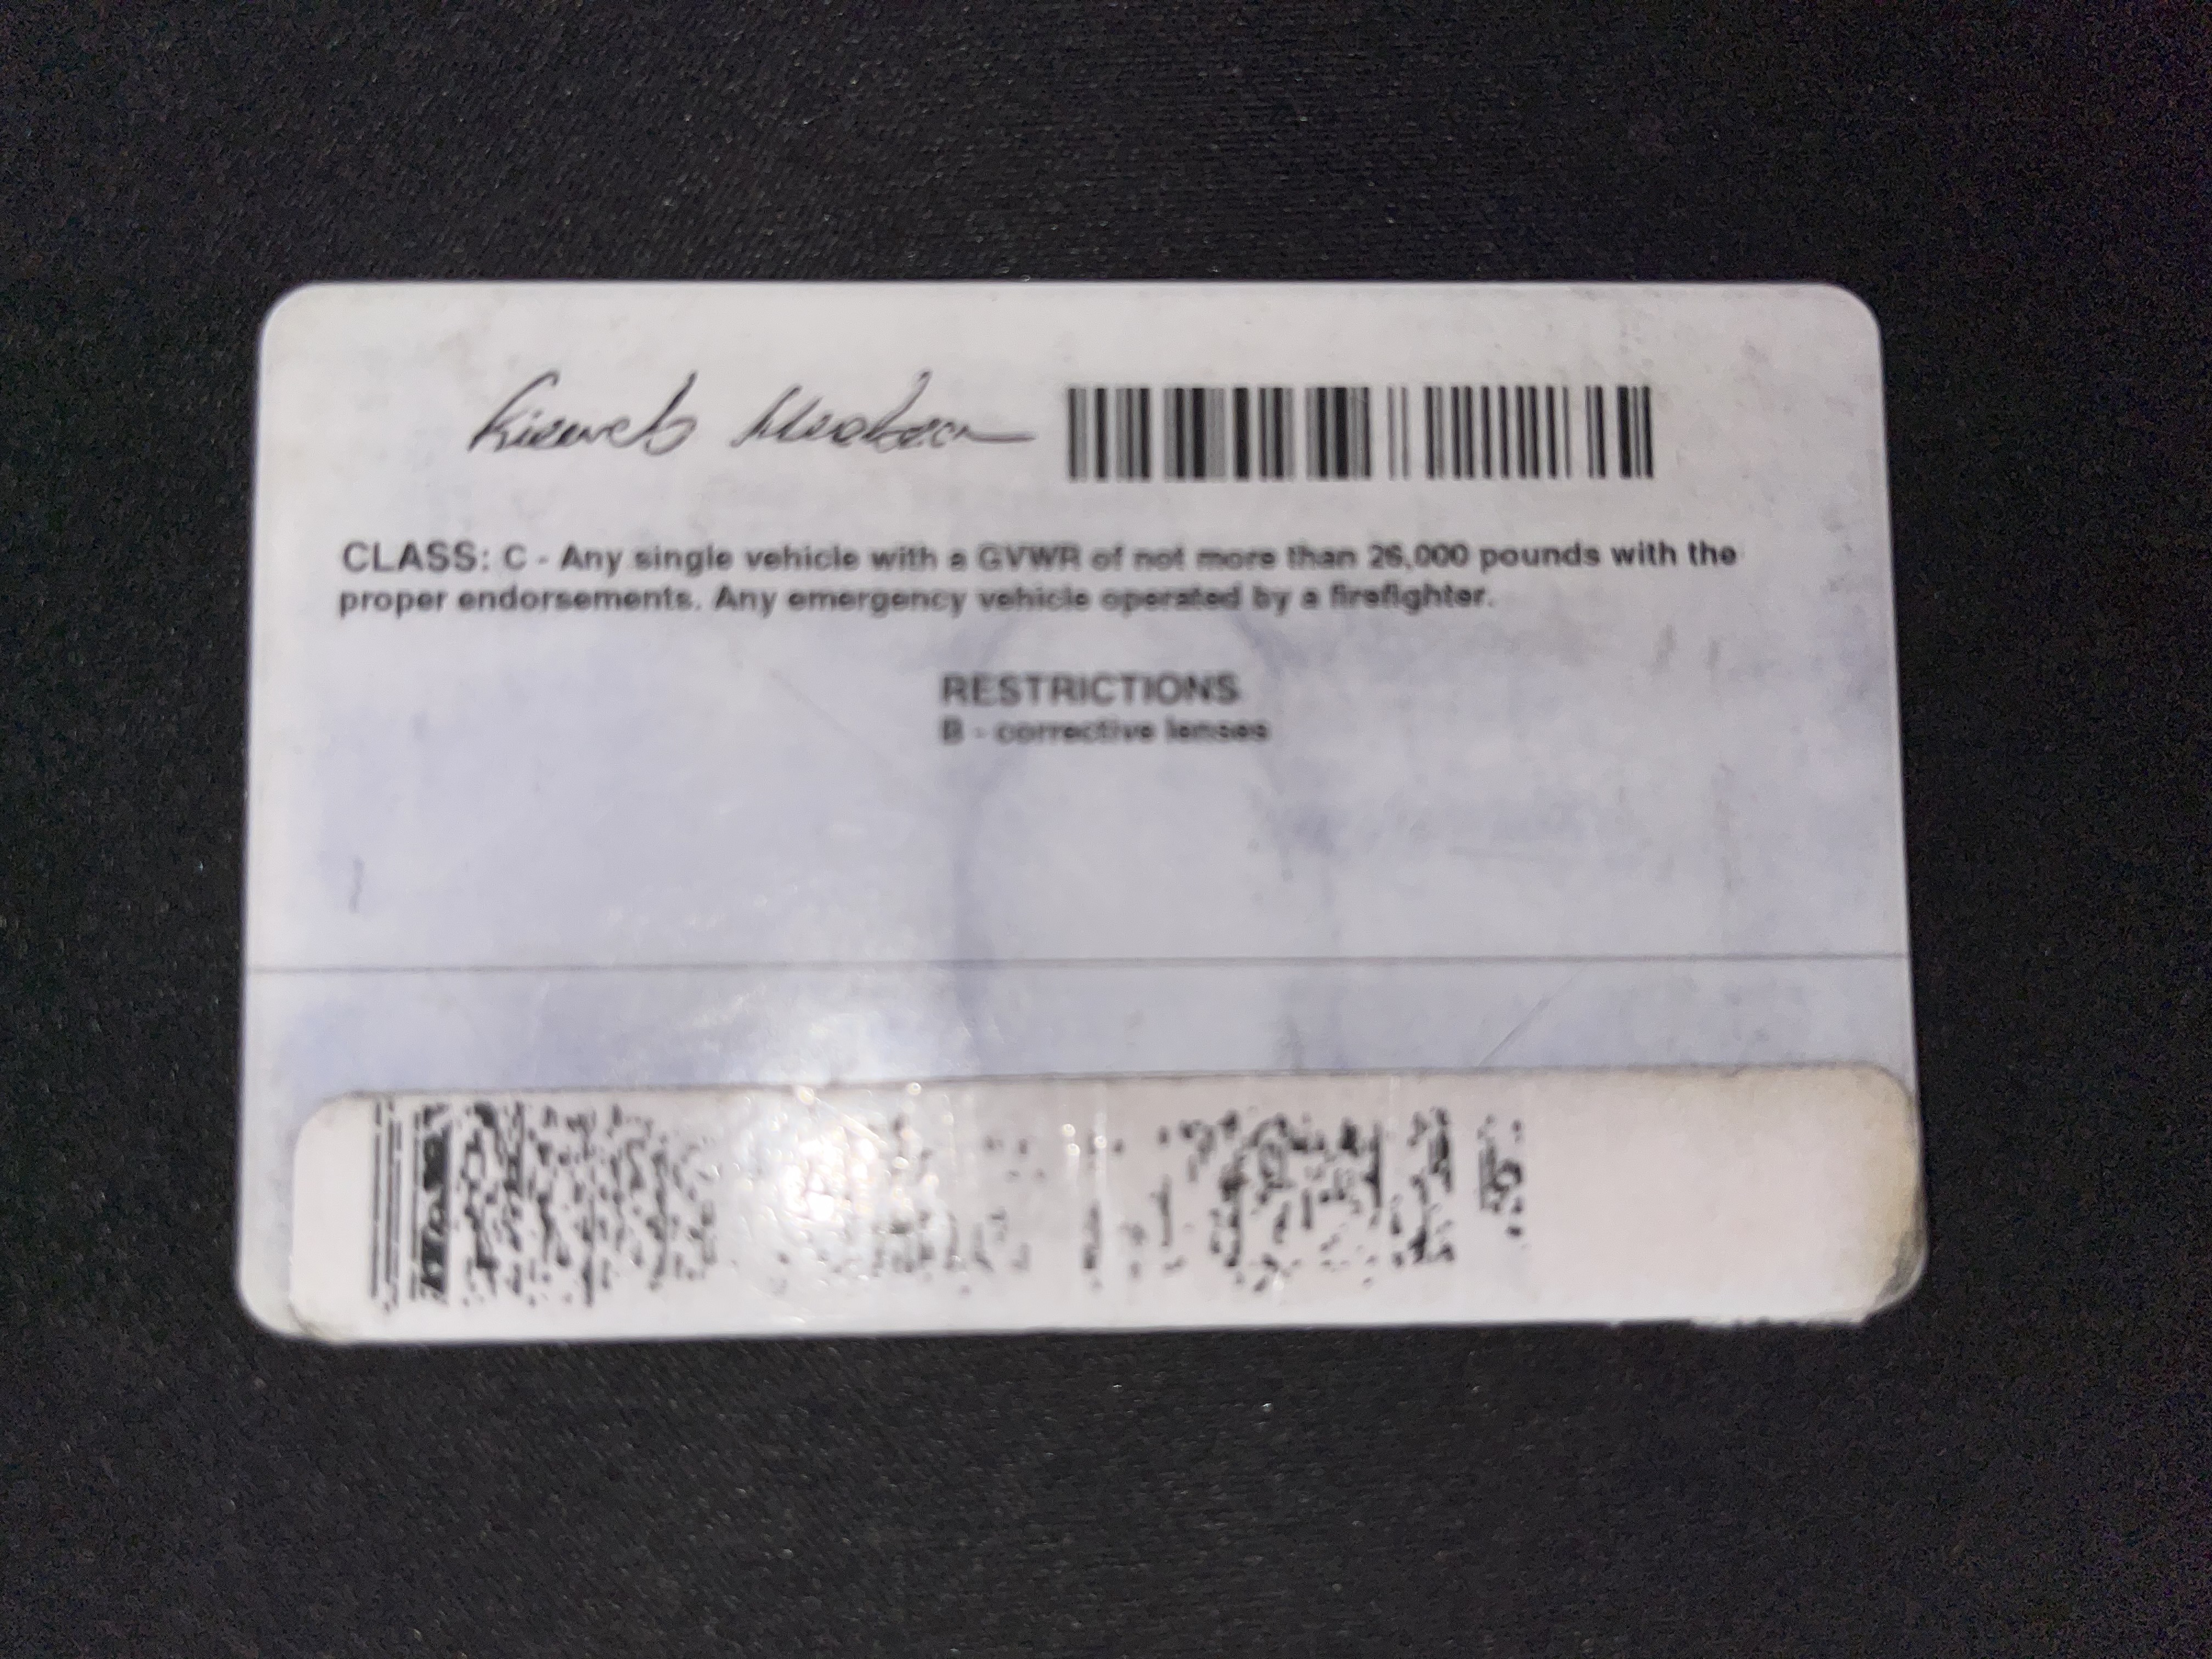 CLASS: C - Any single vehicle with a GVWR of not more than 26,000 pounds with the
proper endorsements. Any emergency vehicle operated by a firefighter.
RESTRICTIONS
B - corrective lenses